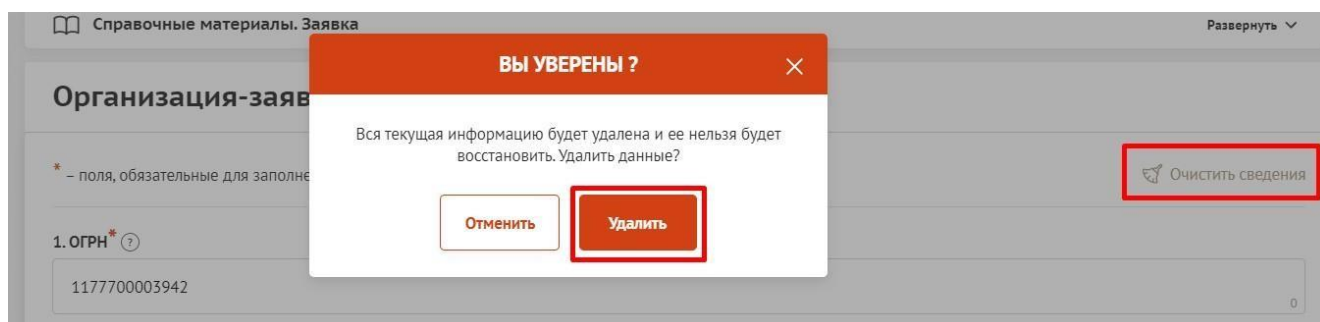 Справочные материалы. Заявка
Развернуть
ВЫ УВЕРЕНЫ ?
Организация-заяв
Вся текущая информацию будет удалена и ее нельзя будет
восстановить. Удалить данные?
* – поля, обязательные для заполне
Очистить сведения
Отменить
Удалить
1. ОГРН* ?
1177700003942
0